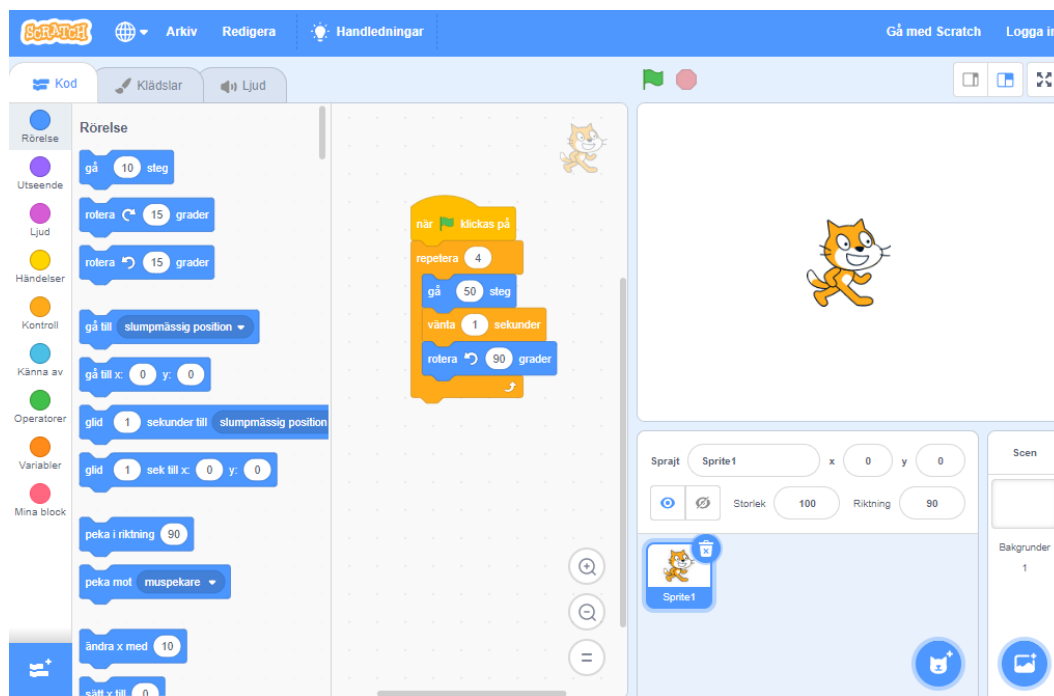 SCRATCH
Arkiv
Redigera
Handledningar
Gå med Scratch
Logga in
Kod
Klädslar
Ljud
Rörelse
Utseende
Ljud
Händelser
Kontroll
Känna av
Operatorer
Variabler
Mina block
Rörelse
gå 10 steg
rotera 15 grader
rotera 15 grader
gå till slumpmässig position
gå till x: 0 y: 0
glid 1 sekunder till slumpmässig position
glid 1 sek till x: 0 y: 0
peka i riktning 90
peka mot muspekare
ändra x med 10
sätt x till 0
när klickas på
repetera 4
gå 50 steg
vänta 1 sekunder
rotera 90 grader
Sprajt Sprite1 x 0 y 0
Storlek 100 Riktning 90
Sprite1
Scen
Bakgrunder
1